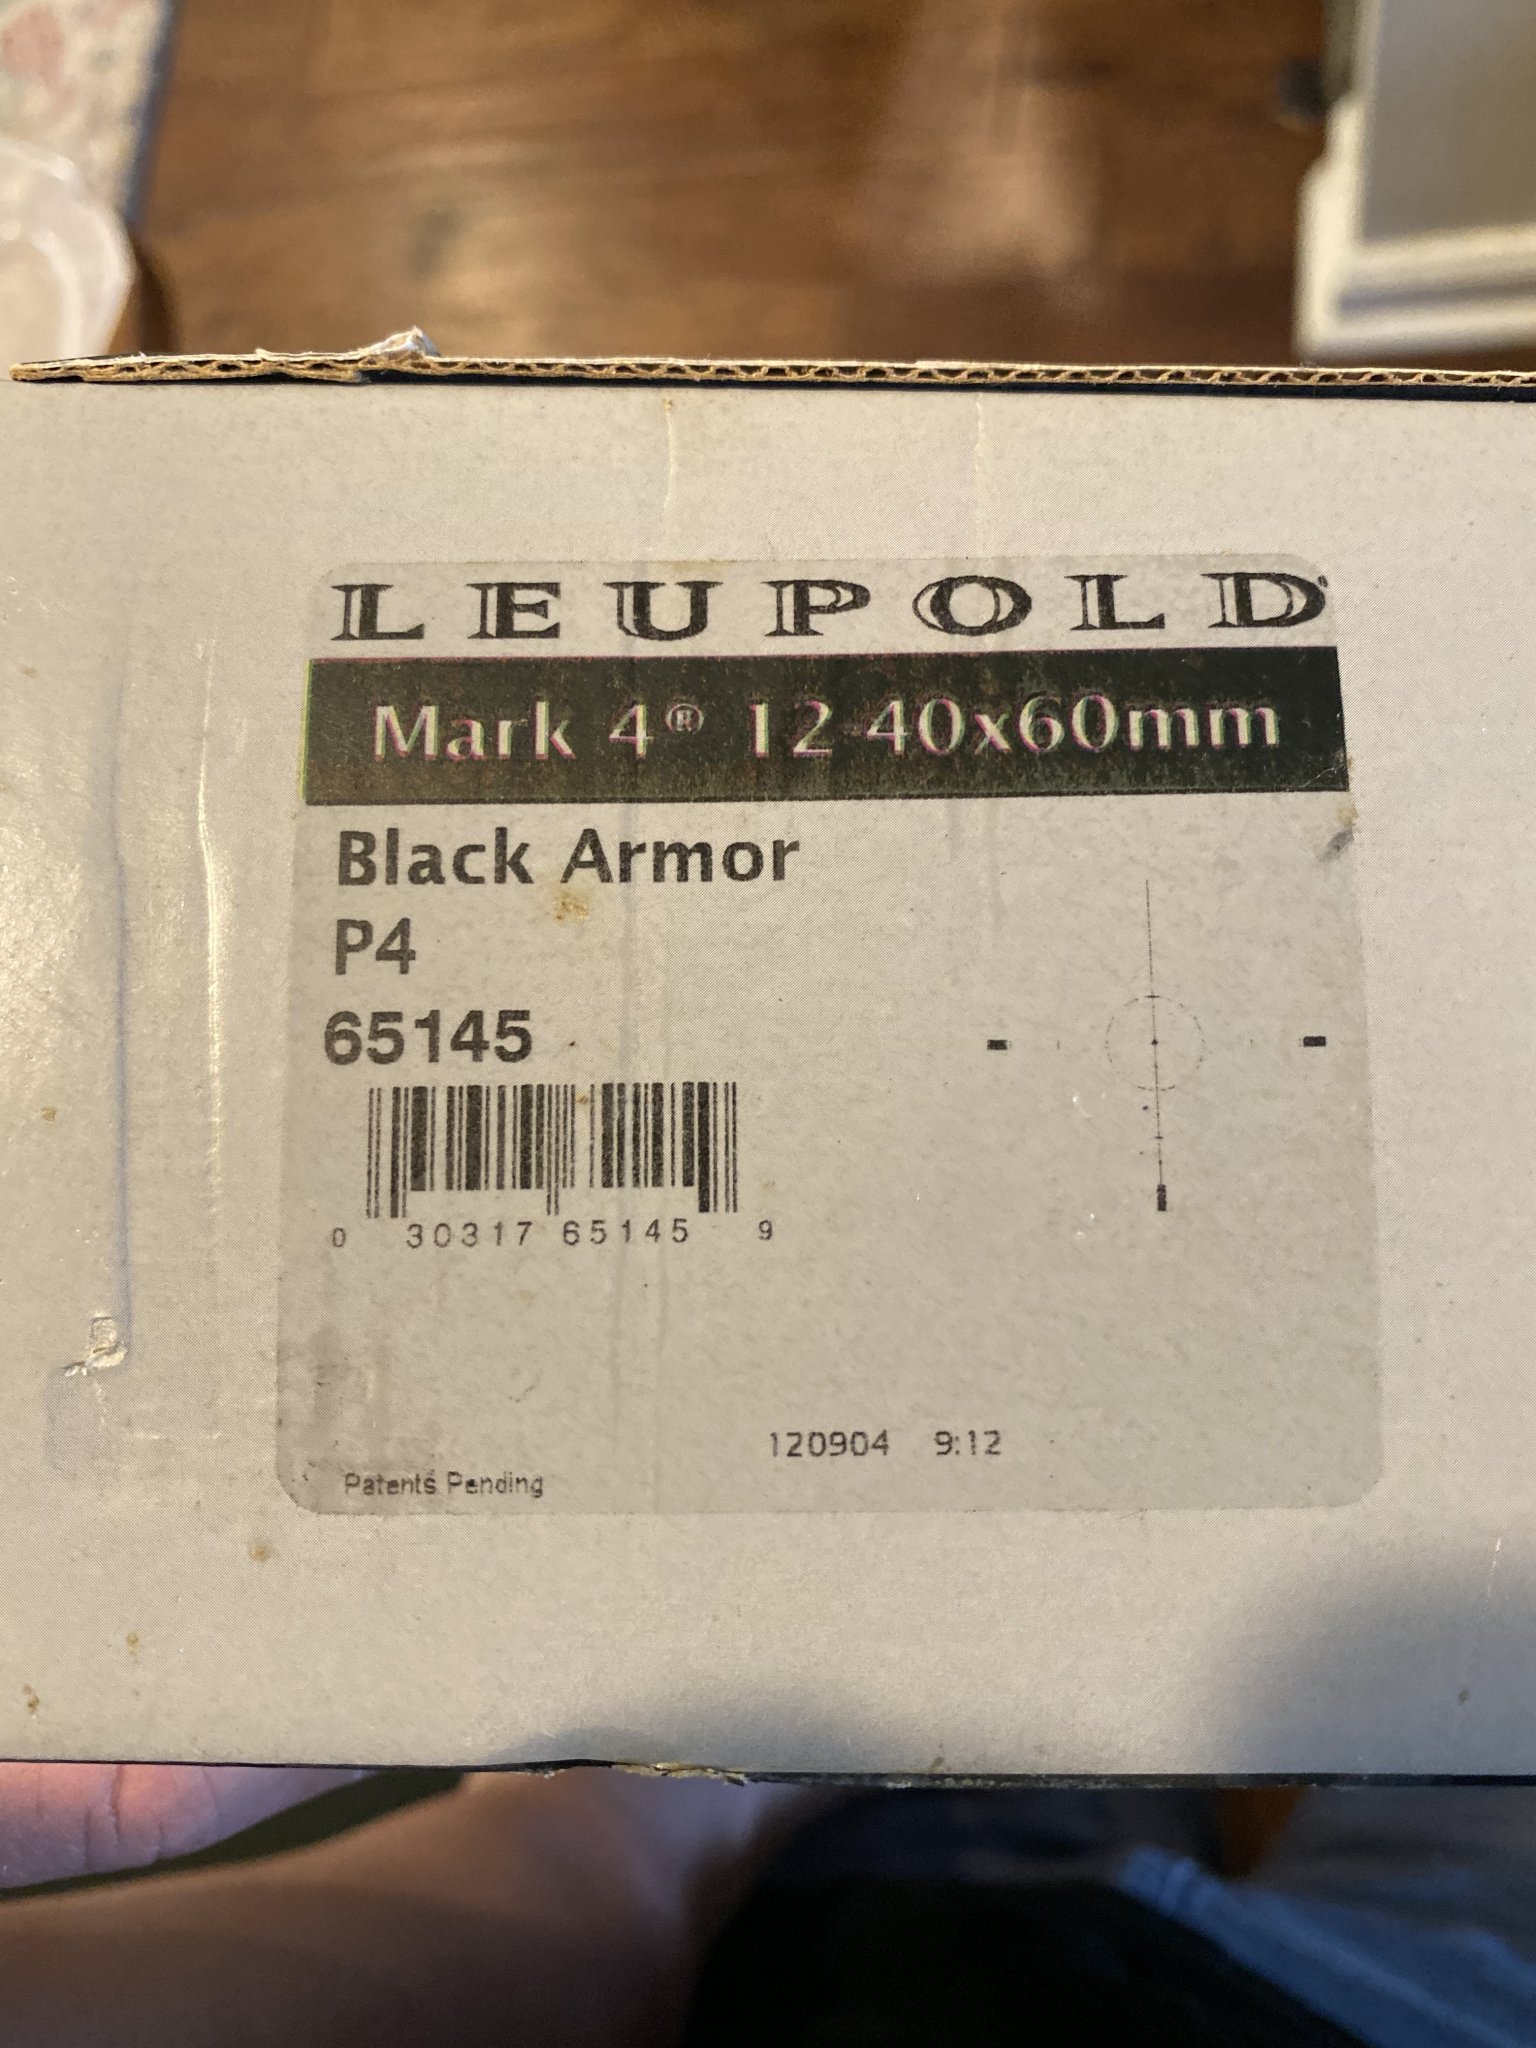 LEUPOLD
Mark 4® 12-40x60mm
Black Armor
P4
65145
0 30317 65145 9
120904 9:12
Patents Pending